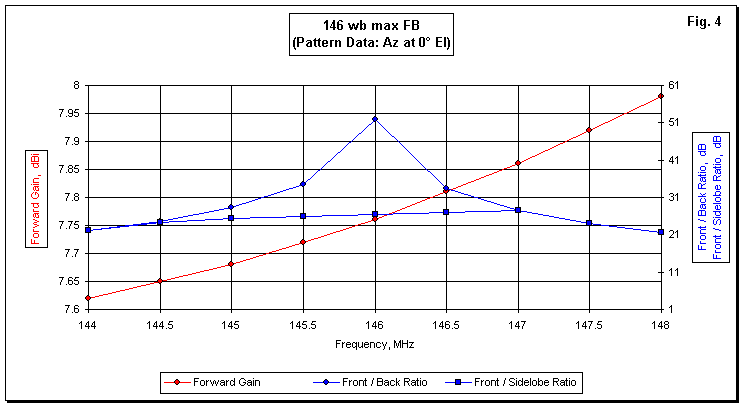 146 wb max FB
(Pattern Data: Az at 0° El)
Fig. 4
8
7.95
7.9
7.85
7.8
7.75
7.7
7.65
7.6
Forward Gain, dBi
61
51
41
31
21
11
1
Front / Back Ratio, dB
Front / Sidelobe Ratio, dB
144 144.5 145 145.5 146 146.5 147 147.5 148
Frequency, MHz
Forward Gain Front / Back Ratio Front / Sidelobe Ratio